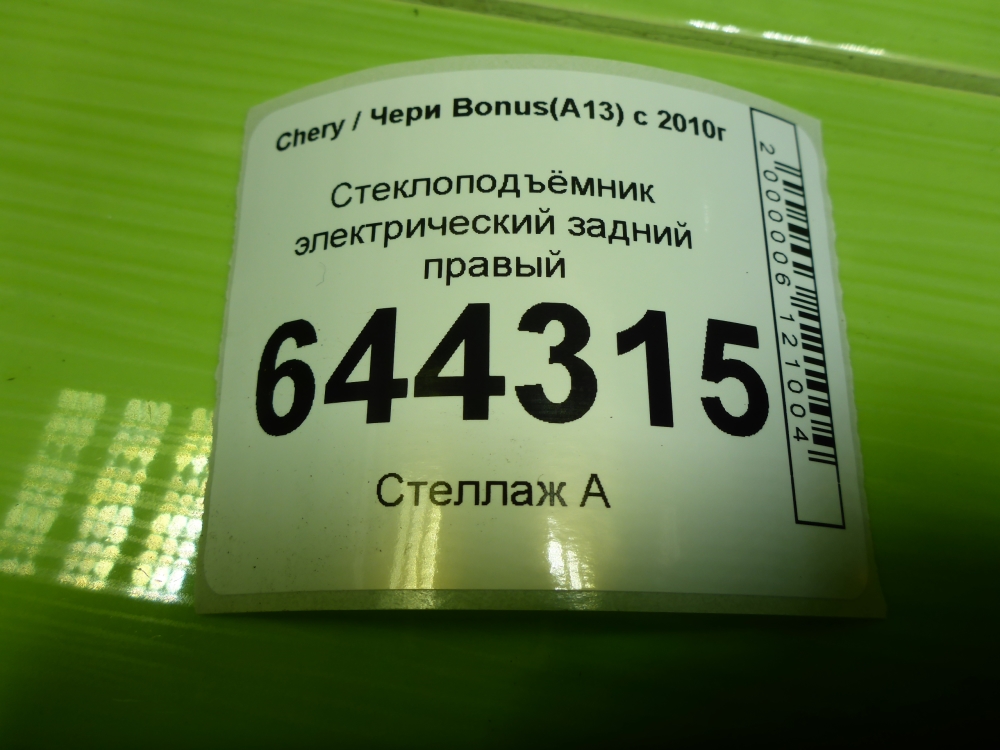 Chery / Чери Bonus(A13) с 2010г
Стеклоподъёмник
электрический задний
правый
644315
Стеллаж А
2000006121004